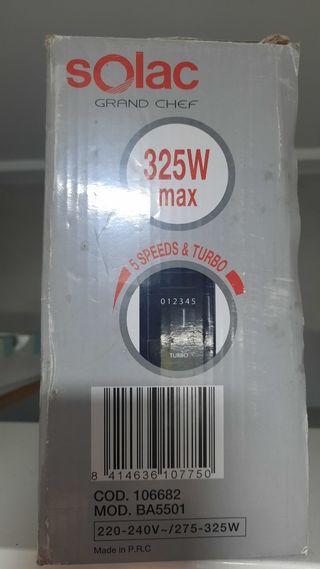 solac
GRAND CHEF
325W
max
5 SPEEDS & TURBO
012345
TURBO
8 414636 107750
COD. 106682
MOD. BA5501
220-240V~/275-325W
Made in P.R.C